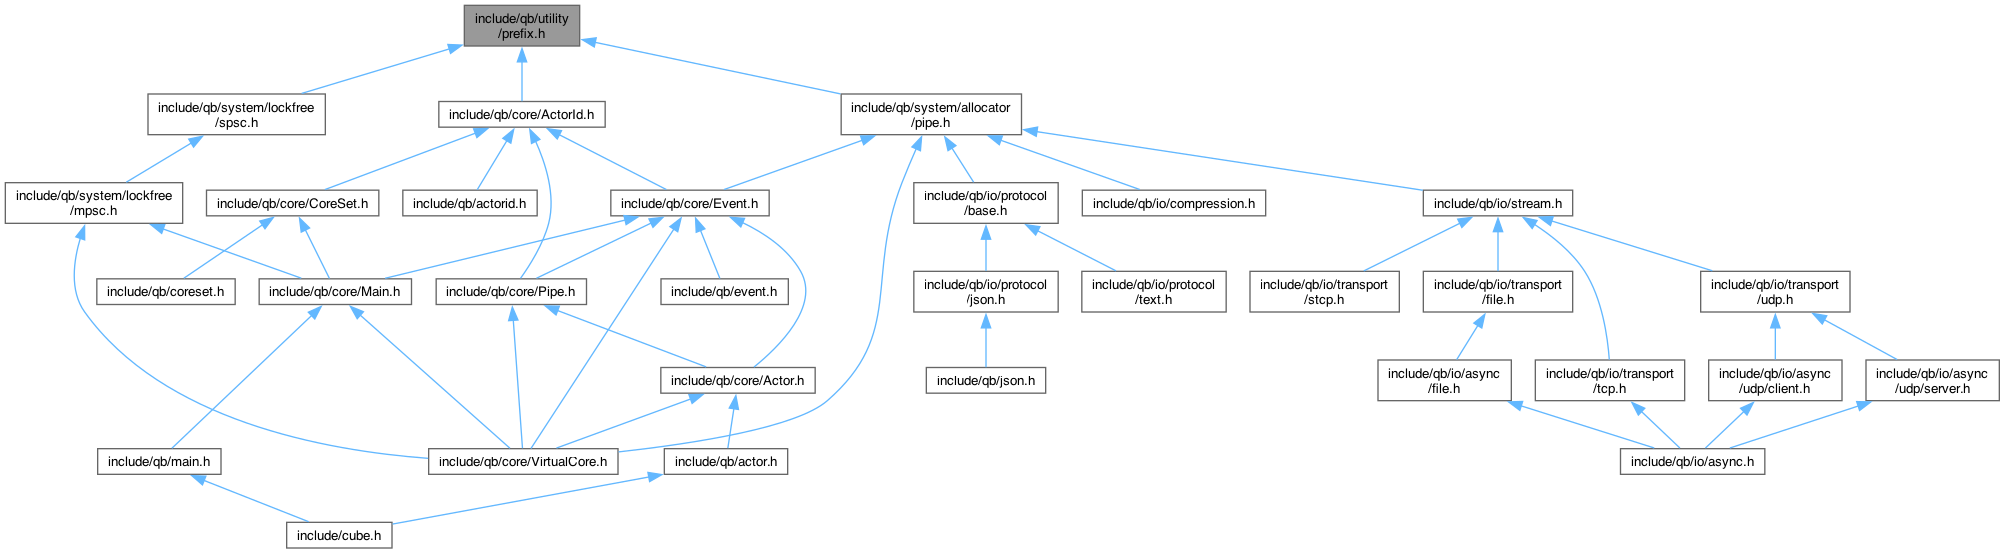 include/qb/utility
/prefix.h
include/qb/system/lockfree
/spsc.h
include/qb/core/ActorId.h
include/qb/system/allocator
/pipe.h
include/qb/system/lockfree
/mpsc.h
include/qb/core/CoreSet.h
include/qb/actorid.h
include/qb/core/Event.h
include/qb/io/protocol
/base.h
include/qb/io/compression.h
include/qb/io/stream.h
include/qb/coreset.h
include/qb/core/Main.h
include/qb/core/Pipe.h
include/qb/event.h
include/qb/io/protocol
/json.h
include/qb/io/protocol
/text.h
include/qb/io/transport
/stcp.h
include/qb/io/transport
/file.h
include/qb/io/transport
/udp.h
include/qb/core/Actor.h
include/qb/json.h
include/qb/io/async
/file.h
include/qb/io/transport
/tcp.h
include/qb/io/async
/udp/client.h
include/qb/io/async
/udp/server.h
include/qb/main.h
include/qb/core/VirtualCore.h
include/qb/actor.h
include/qb/io/async.h
include/cube.h